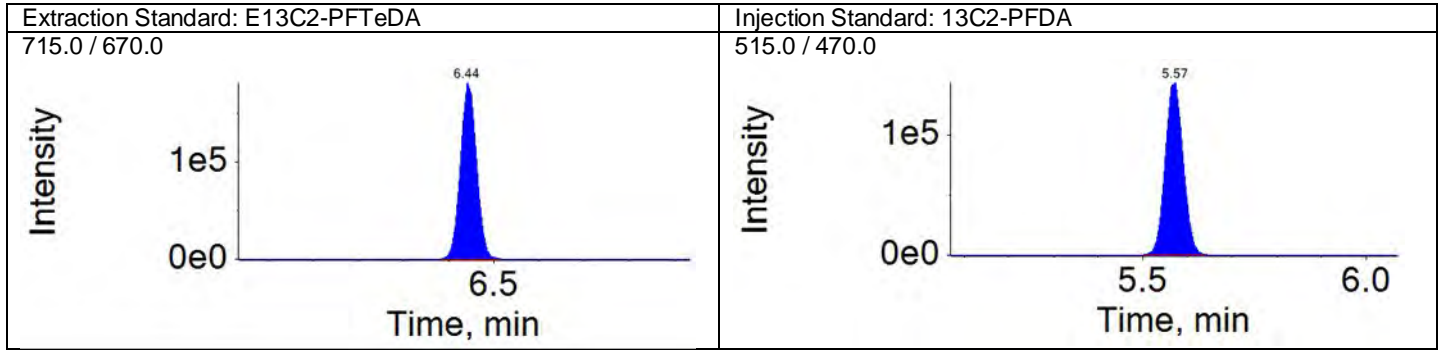 Extraction Standard: E13C2-PFTeDA
715.0 / 670.0
6.44
Intensity
1e5
0e0
6.5
Time, min
Injection Standard: 13C2-PFDA
515.0 / 470.0
5.57
Intensity
1e5
0e0
5.5 6.0
Time, min